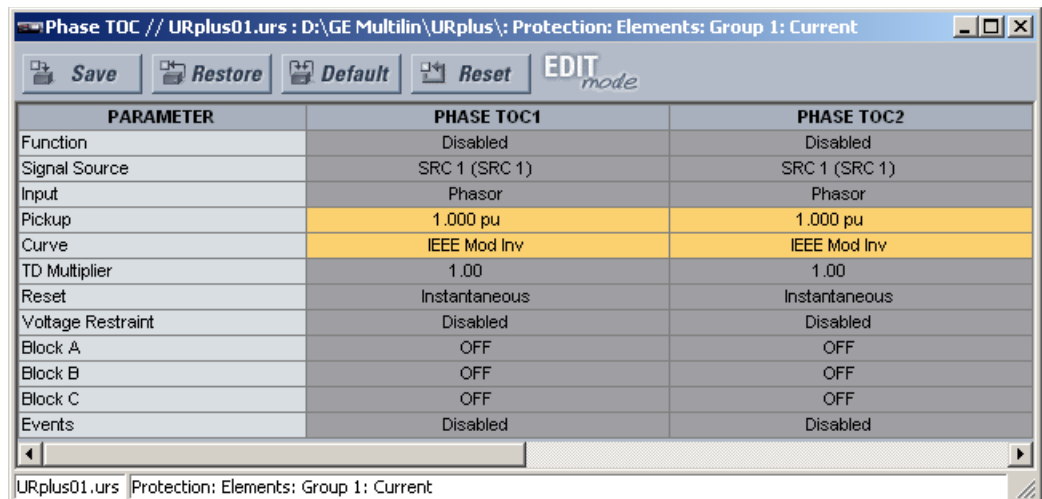 Phase TOC // URplus01.urs : D:\GE Multilin\URplus\: Protection: Elements: Group 1: Current
Save Restore Default Reset EDIT mode
PARAMETER PHASE TOC1 PHASE TOC2
Function Disabled Disabled
Signal Source SRC 1 (SRC 1) SRC 1 (SRC 1)
Input Phasor Phasor
Pickup 1.000 pu 1.000 pu
Curve IEEE Mod Inv IEEE Mod Inv
TD Multiplier 1.00 1.00
Reset Instantaneous Instantaneous
Voltage Restraint Disabled Disabled
Block A OFF OFF
Block B OFF OFF
Block C OFF OFF
Events Disabled Disabled
URplus01.urs Protection: Elements: Group 1: Current